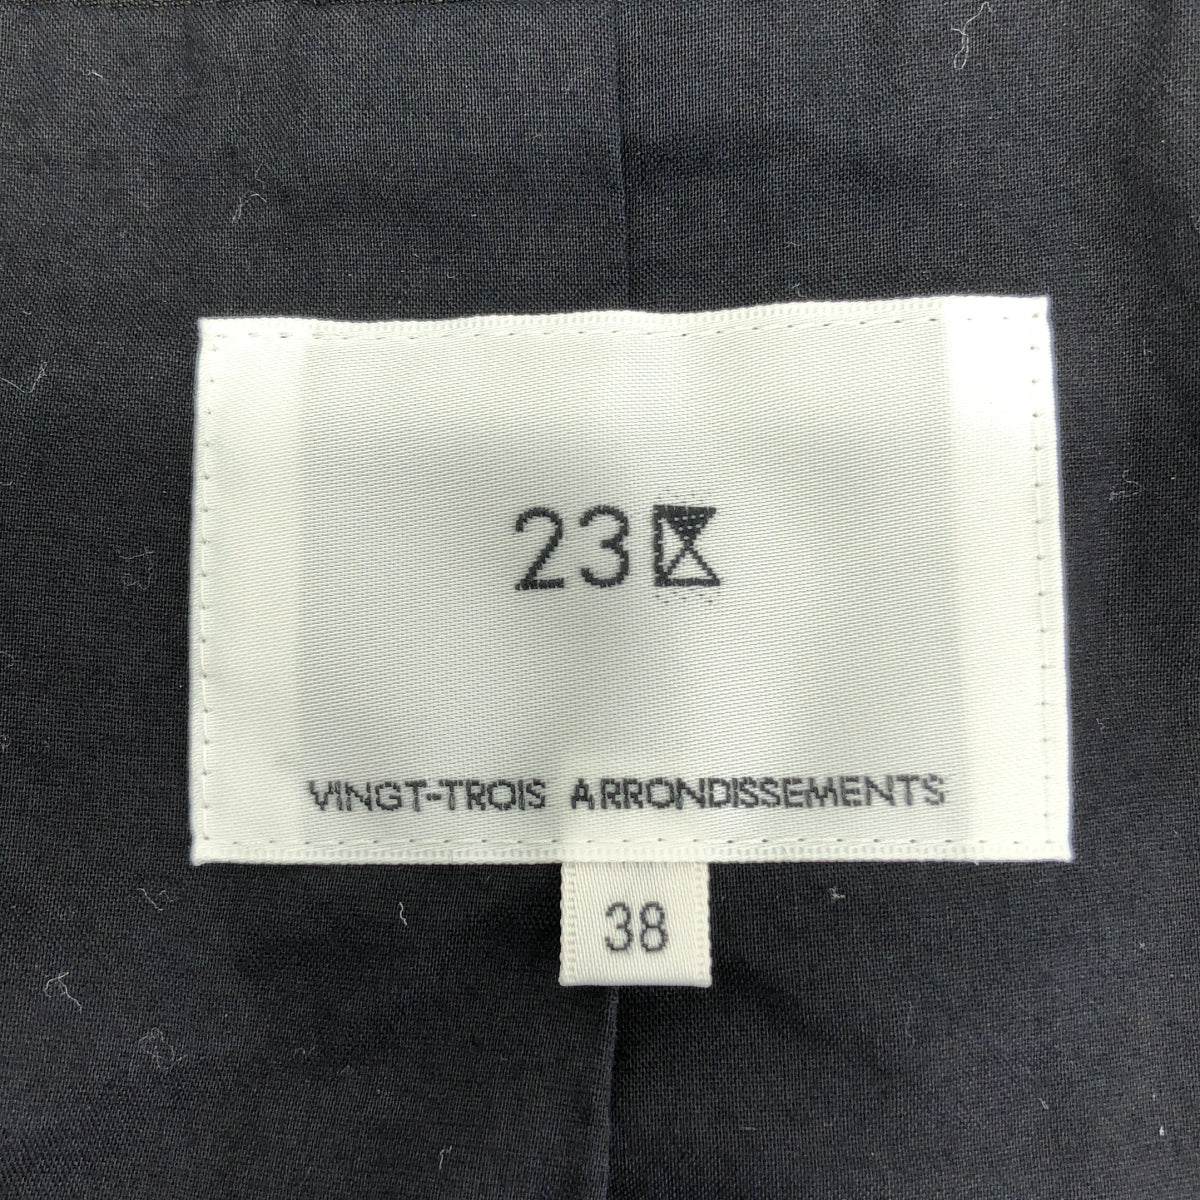 23区
VINGT-TROIS ARRONDISSEMENTS
38